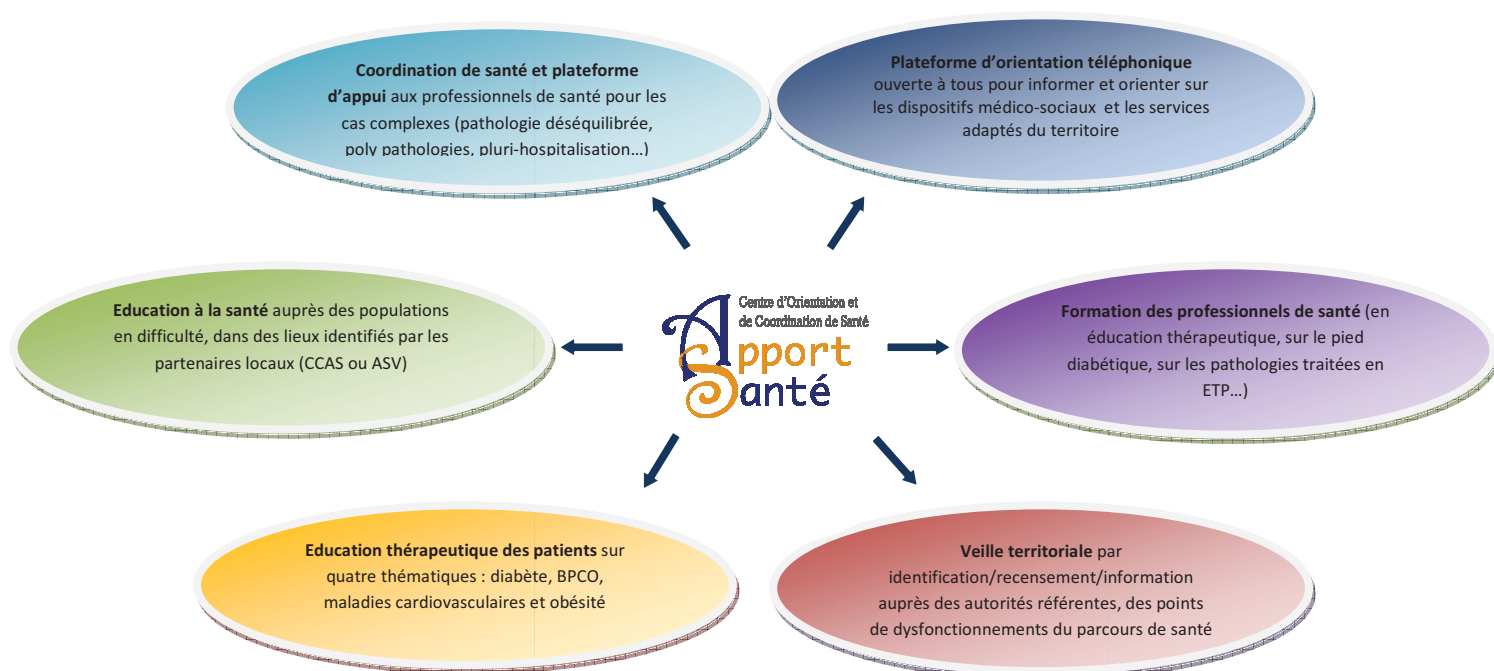 Coordination de santé et plateforme
d'appui aux professionnels de santé pour les
cas complexes (pathologie déséquilibrée,
poly pathologies, pluri-hospitalisation…)
Plateforme d'orientation téléphonique
ouverte à tous pour informer et orienter sur
les dispositifs médico-sociaux et les services
adaptés du territoire
Education à la santé auprès des populations
en difficulté, dans des lieux identifiés par les
partenaires locaux (CCAS ou ASV)
Centre d'Orientation et
de Coordination de Santé
Apport
Santé
Formation des professionnels de santé (en
éducation thérapeutique, sur le pied
diabétique, sur les pathologies traitées en
ETP…)
Education thérapeutique des patients sur
quatre thématiques : diabète, BPCO,
maladies cardiovasculaires et obésité
Veille territoriale par
identification/recensement/information
auprès des autorités référentes, des points
de dysfonctionnements du parcours de santé